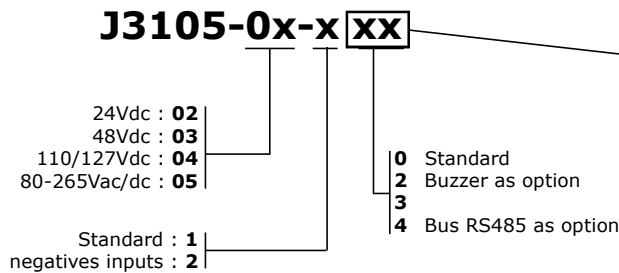 J3105-0x-x xx
24Vdc : 02
48Vdc : 03
110/127Vdc : 04
80-265Vac/dc : 05
Standard : 1
negatives inputs : 2
0 Standard
2 Buzzer as option
3
4 Bus RS485 as option